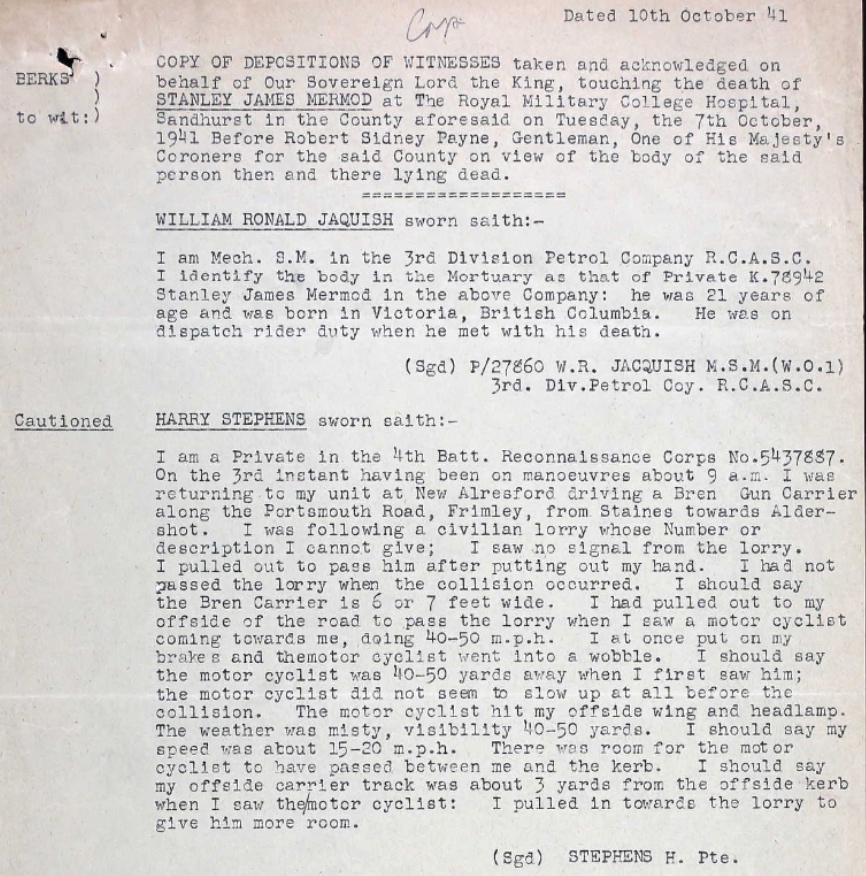 Copy
Dated 10th October 41
COPY OF DEPOSITIONS OF WITNESSES taken and acknowledged on
BERKS )
behalf of Our Sovereign Lord the King, touching the death of
)
STANLEY JAMES MERMOD at The Royal Military College Hospital,
to wit:)
Sandhurst in the County aforesaid on Tuesday, the 7th October,
1941 Before Robert Sidney Payne, Gentleman, One of His Majesty's
Coroners for the said County on view of the body of the said
person then and there lying dead.
===================
WILLIAM RONALD JAQUISH sworn saith:-
I am Mech. S.M. in the 3rd Division Petrol Company R.C.A.S.C.
I identify the body in the Mortuary as that of Private K.78942
Stanley James Mermod in the above Company: he was 21 years of
age and was born in Victoria, British Columbia. He was on
dispatch rider duty when he met with his death.
(Sgd) P/27860 W.R. JACQUISH M.S.M.(W.O.1)
3rd. Div.Petrol Coy. R.C.A.S.C.
Cautioned HARRY STEPHENS sworn saith:-
I am a Private in the 4th Batt. Reconnaissance Corps No.5437887.
On the 3rd instant having been on manoeuvres about 9 a.m. I was
returning to my unit at New Alresford driving a Bren Gun Carrier
along the Portsmouth Road, Frimley, from Staines towards Alder-
shot. I was following a civilian lorry whose Number or
description I cannot give; I saw no signal from the lorry.
I pulled out to pass him after putting out my hand. I had not
passed the lorry when the collision occurred. I should say
the Bren Carrier is 6 or 7 feet wide. I had pulled out to my
offside of the road to pass the lorry when I saw a motor cyclist
coming towards me, doing 40-50 m.p.h. I at once put on my
brakes and themotor cyclist went into a wobble. I should say
the motor cyclist was 40-50 yards away when I first saw him;
the motor cyclist did not seem to slow up at all before the
collision. The motor cyclist hit my offside wing and headlamp.
The weather was misty, visibility 40-50 yards. I should say my
speed was about 15-20 m.p.h. There was room for the motor
cyclist to have passed between me and the kerb. I should say
my offside carrier track was about 3 yards from the offside kerb
when I saw the/motor cyclist: I pulled in towards the lorry to
give him more room.
(Sgd) STEPHENS H. Pte.